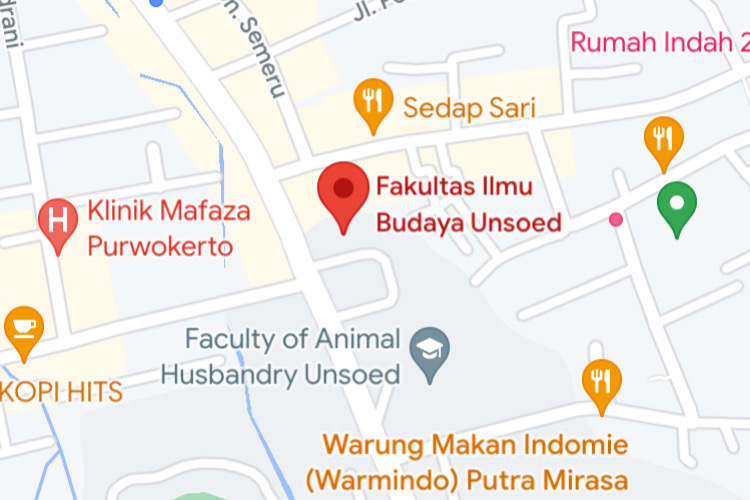 Rumah Indah 2
Sedap Sari
Fakultas Ilmu
Budaya Unsoed
H
Klinik Mafaza
Purwokerto
Faculty of Animal
Husbandry Unsoed
KOPI HITS
Warung Makan Indomie
(Warmindo) Putra Mirasa
Semeru